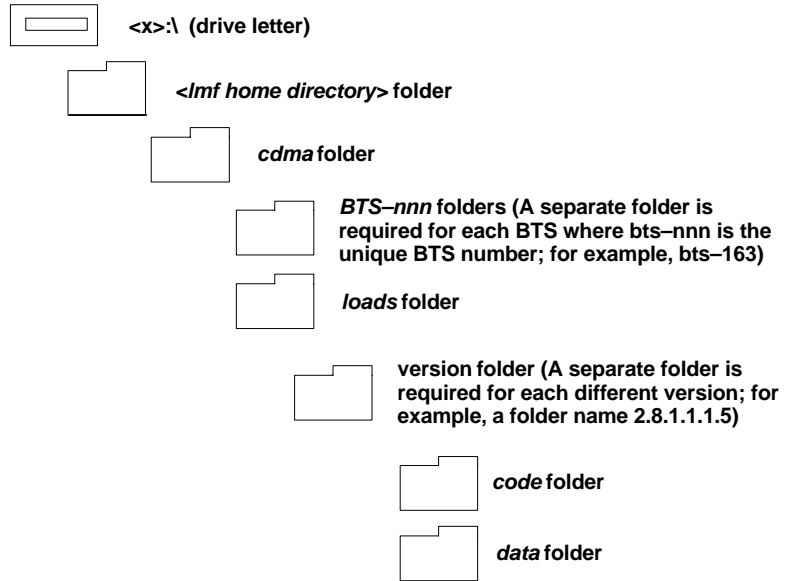 <x>:\ (drive letter)
<lmf home directory> folder
cdma folder
BTS–nnn folders (A separate folder is
required for each BTS where bts–nnn is the
unique BTS number; for example, bts–163)
loads folder
version folder (A separate folder is
required for each different version; for
example, a folder name 2.8.1.1.1.5)
code folder
data folder